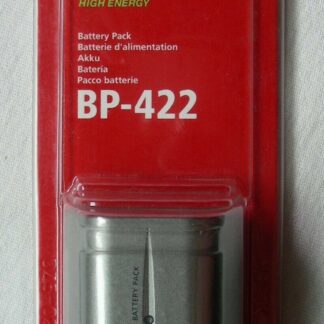 HIGH ENERGY
Battery Pack
Batterie d'alimentation
Akku
Bateria
Pacco batterie
BP-422
BATTERY PACK